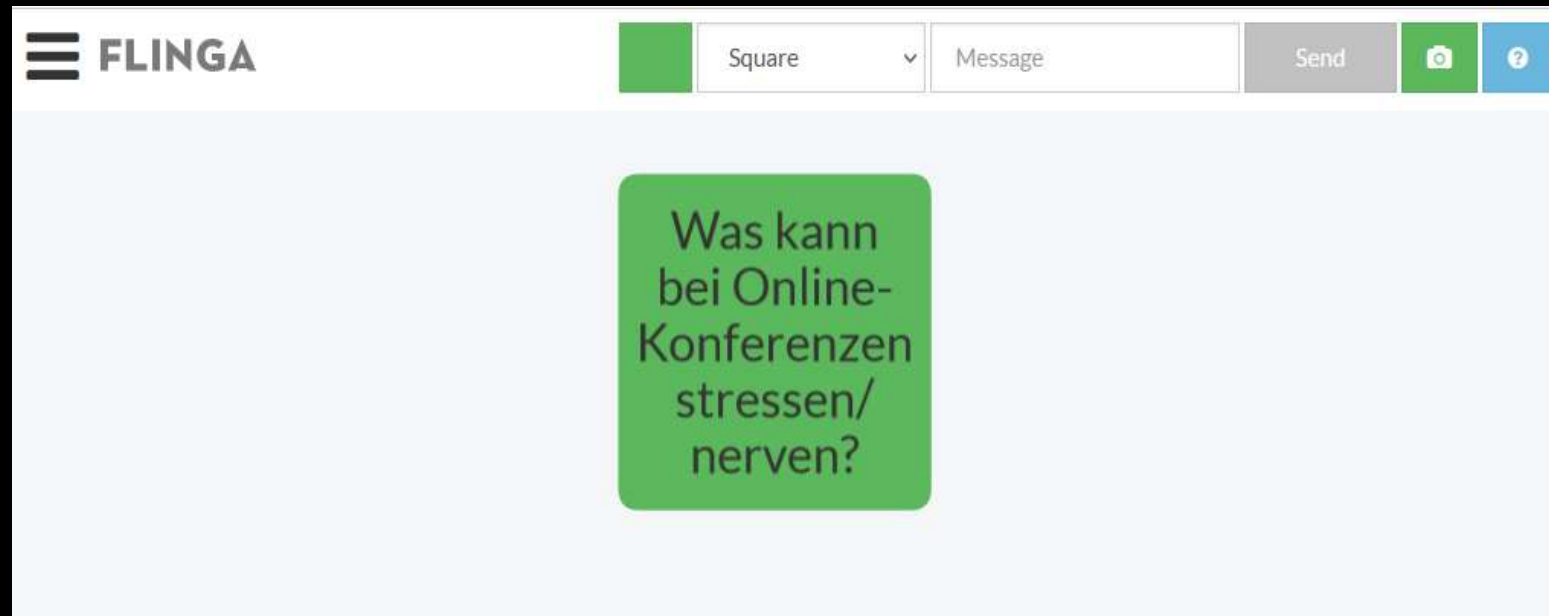 FLINGA
Square
Message
Send
Was kann
bei Online-
Konferenzen
stressen/
nerven?